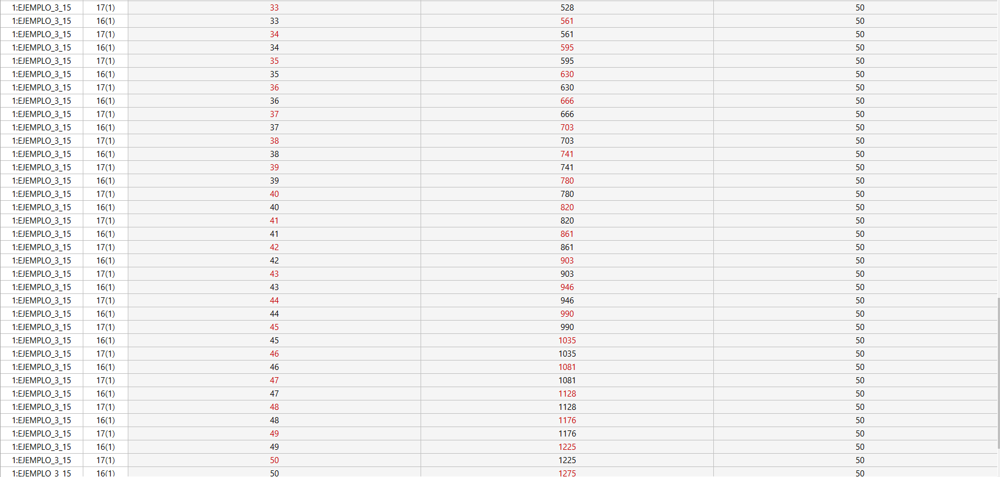 1:EJEMPLO_3_15 17(1) 33 528 50
1:EJEMPLO_3_15 16(1) 33 561 50
1:EJEMPLO_3_15 17(1) 34 561 50
1:EJEMPLO_3_15 16(1) 34 595 50
1:EJEMPLO_3_15 17(1) 35 595 50
1:EJEMPLO_3_15 16(1) 35 630 50
1:EJEMPLO_3_15 17(1) 36 630 50
1:EJEMPLO_3_15 16(1) 36 666 50
1:EJEMPLO_3_15 17(1) 37 666 50
1:EJEMPLO_3_15 16(1) 37 703 50
1:EJEMPLO_3_15 17(1) 38 703 50
1:EJEMPLO_3_15 16(1) 38 741 50
1:EJEMPLO_3_15 17(1) 39 741 50
1:EJEMPLO_3_15 16(1) 39 780 50
1:EJEMPLO_3_15 17(1) 40 780 50
1:EJEMPLO_3_15 16(1) 40 820 50
1:EJEMPLO_3_15 17(1) 41 820 50
1:EJEMPLO_3_15 16(1) 41 861 50
1:EJEMPLO_3_15 17(1) 42 861 50
1:EJEMPLO_3_15 16(1) 42 903 50
1:EJEMPLO_3_15 17(1) 43 903 50
1:EJEMPLO_3_15 16(1) 43 946 50
1:EJEMPLO_3_15 17(1) 44 946 50
1:EJEMPLO_3_15 16(1) 44 990 50
1:EJEMPLO_3_15 17(1) 45 990 50
1:EJEMPLO_3_15 16(1) 45 1035 50
1:EJEMPLO_3_15 17(1) 46 1035 50
1:EJEMPLO_3_15 16(1) 46 1081 50
1:EJEMPLO_3_15 17(1) 47 1081 50
1:EJEMPLO_3_15 16(1) 47 1128 50
1:EJEMPLO_3_15 17(1) 48 1128 50
1:EJEMPLO_3_15 16(1) 48 1176 50
1:EJEMPLO_3_15 17(1) 49 1176 50
1:EJEMPLO_3_15 16(1) 49 1225 50
1:EJEMPLO_3_15 17(1) 50 1225 50
1:EJEMPLO_3_15 16(1) 50 1275 50